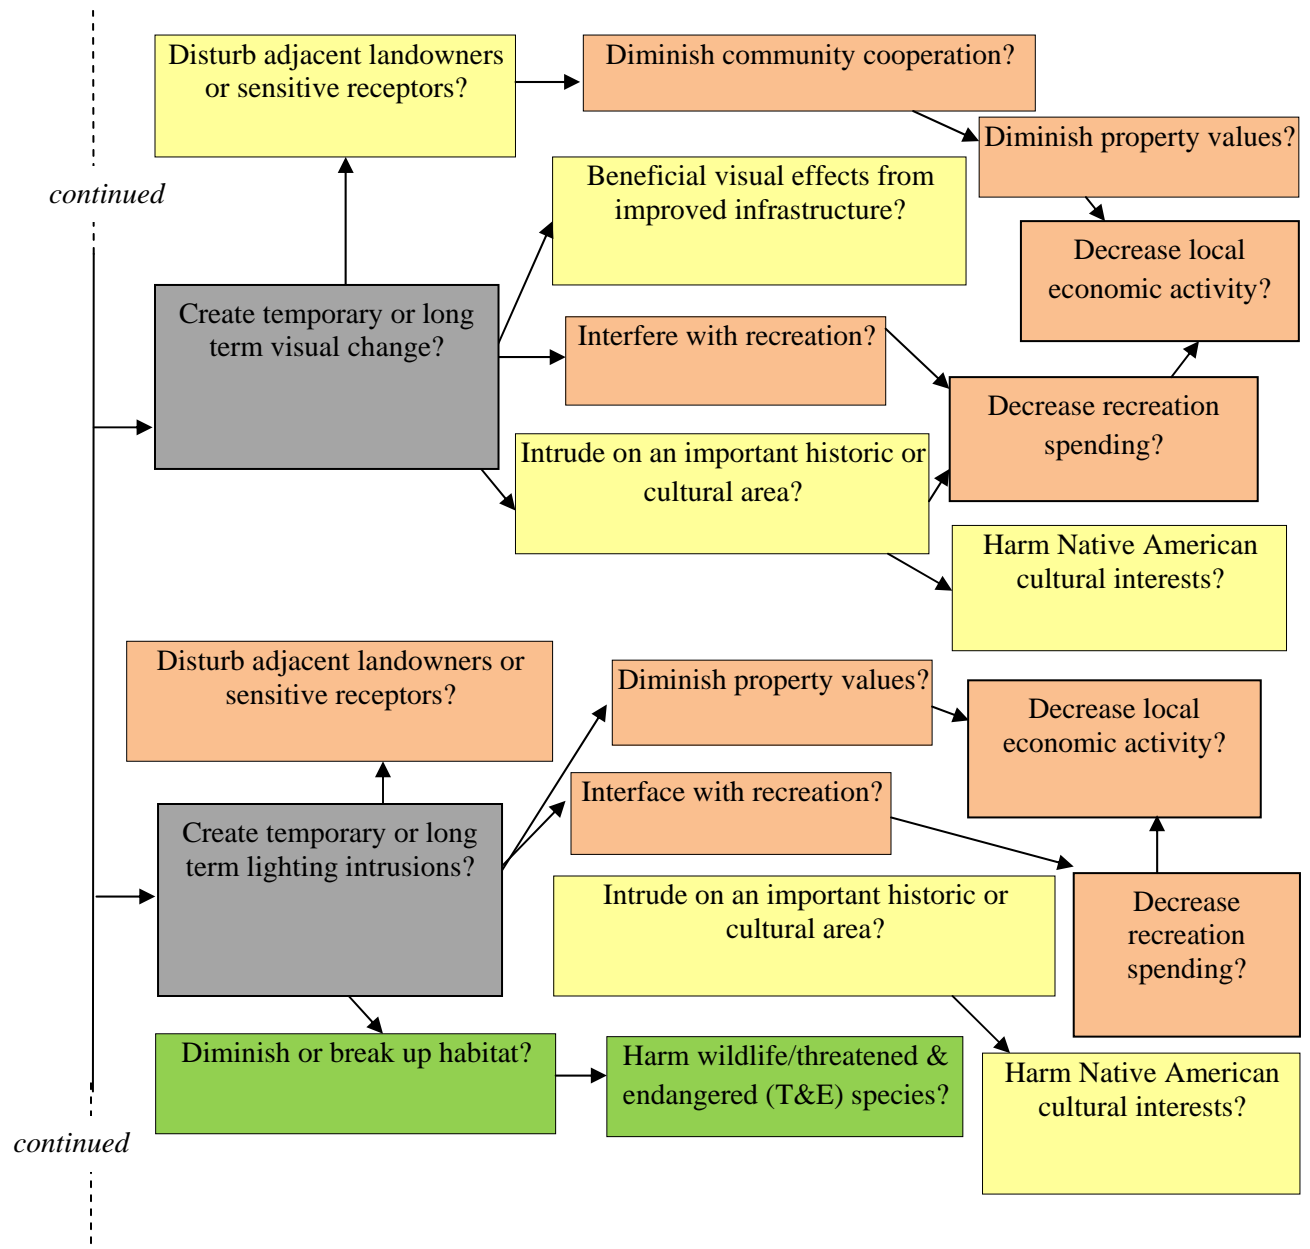 Disturb adjacent landowners
or sensitive receptors?
Diminish community cooperation?
Diminish property values?
continued
Beneficial visual effects from
improved infrastructure?
Decrease local
economic activity?
Create temporary or long
term visual change?
Interfere with recreation?
Decrease recreation
spending?
Intrude on an important historic or
cultural area?
Harm Native American
cultural interests?
Disturb adjacent landowners or
sensitive receptors?
Diminish property values?
Decrease local
economic activity?
Interface with recreation?
Create temporary or long
term lighting intrusions?
Intrude on an important historic or
cultural area?
Decrease
recreation
spending?
Diminish or break up habitat?
Harm wildlife/threatened &
endangered (T&E) species?
Harm Native American
cultural interests?
continued